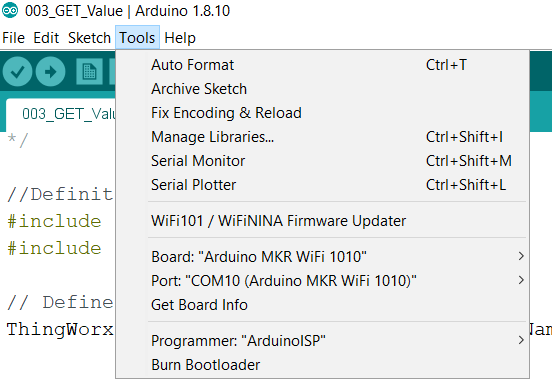 003_GET_Value | Arduino 1.8.10
File Edit Sketch Tools Help
003_GET_Valu
*/
//Definit
#include
#include
// Define
ThingWorx
Nam
Auto Format Ctrl+T
Archive Sketch
Fix Encoding & Reload
Manage Libraries... Ctrl+Shift+I
Serial Monitor Ctrl+Shift+M
Serial Plotter Ctrl+Shift+L
WiFi101 / WiFiNINA Firmware Updater
Board: "Arduino MKR WiFi 1010"
Port: "COM10 (Arduino MKR WiFi 1010)"
Get Board Info
Programmer: "ArduinoISP"
Burn Bootloader